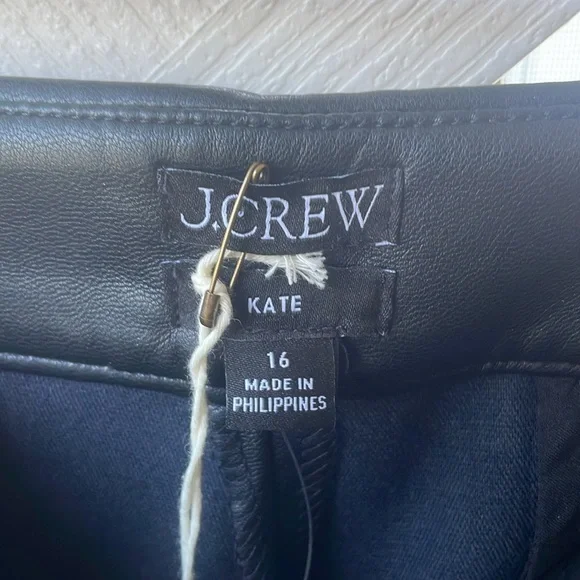 J.CREW
KATE
16
MADE IN
PHILIPPINES